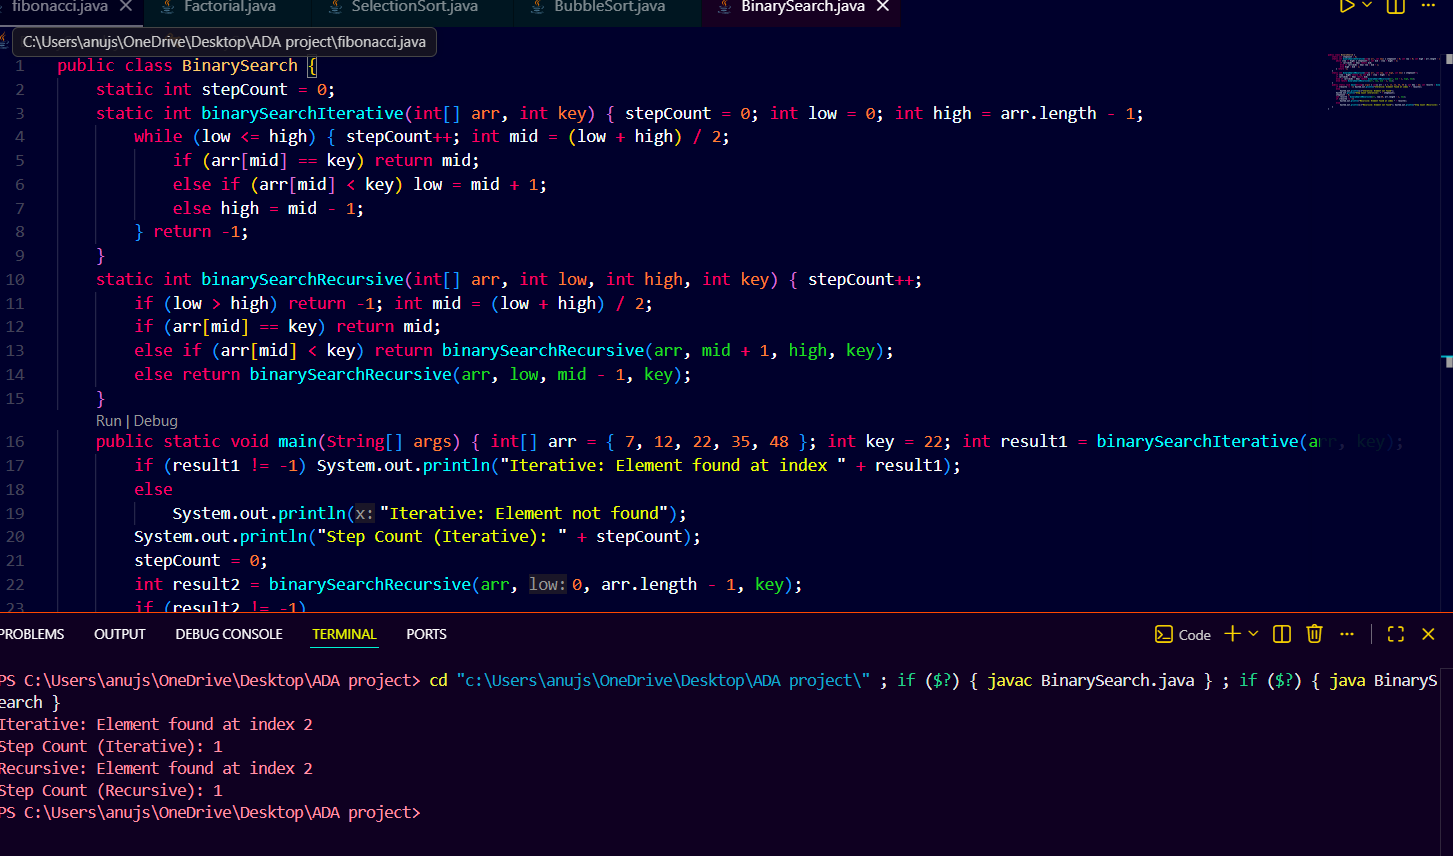 fibonacci.java Factorial.java SelectionSort.java BubbleSort.java BinarySearch.java
C:\Users\anujs\OneDrive\Desktop\ADA project\fibonacci.java
1 public class BinarySearch {
2 static int stepCount = 0;
3 static int binarySearchIterative(int[] arr, int key) { stepCount = 0; int low = 0; int high = arr.length - 1;
4 while (low <= high) { stepCount++; int mid = (low + high) / 2;
5 if (arr[mid] == key) return mid;
6 else if (arr[mid] < key) low = mid + 1;
7 else high = mid - 1;
8 } return -1;
9 }
10 static int binarySearchRecursive(int[] arr, int low, int high, int key) { stepCount++;
11 if (low > high) return -1; int mid = (low + high) / 2;
12 if (arr[mid] == key) return mid;
13 else if (arr[mid] < key) return binarySearchRecursive(arr, mid + 1, high, key);
14 else return binarySearchRecursive(arr, low, mid - 1, key);
15 }
Run | Debug
16 public static void main(String[] args) { int[] arr = { 7, 12, 22, 35, 48 }; int key = 22; int result1 = binarySearchIterative(arr, key);
17 if (result1 != -1) System.out.println("Iterative: Element found at index " + result1);
18 else
19 System.out.println(x: "Iterative: Element not found");
20 System.out.println("Step Count (Iterative): " + stepCount);
21 stepCount = 0;
22 int result2 = binarySearchRecursive(arr, low: 0, arr.length - 1, key);
23 if (result2 != -1)
PROBLEMS OUTPUT DEBUG CONSOLE TERMINAL PORTS Code
PS C:\Users\anujs\OneDrive\Desktop\ADA project> cd "c:\Users\anujs\OneDrive\Desktop\ADA project\" ; if ($?) { javac BinarySearch.java } ; if ($?) { java BinaryS
earch }
Iterative: Element found at index 2
Step Count (Iterative): 1
Recursive: Element found at index 2
Step Count (Recursive): 1
PS C:\Users\anujs\OneDrive\Desktop\ADA project>